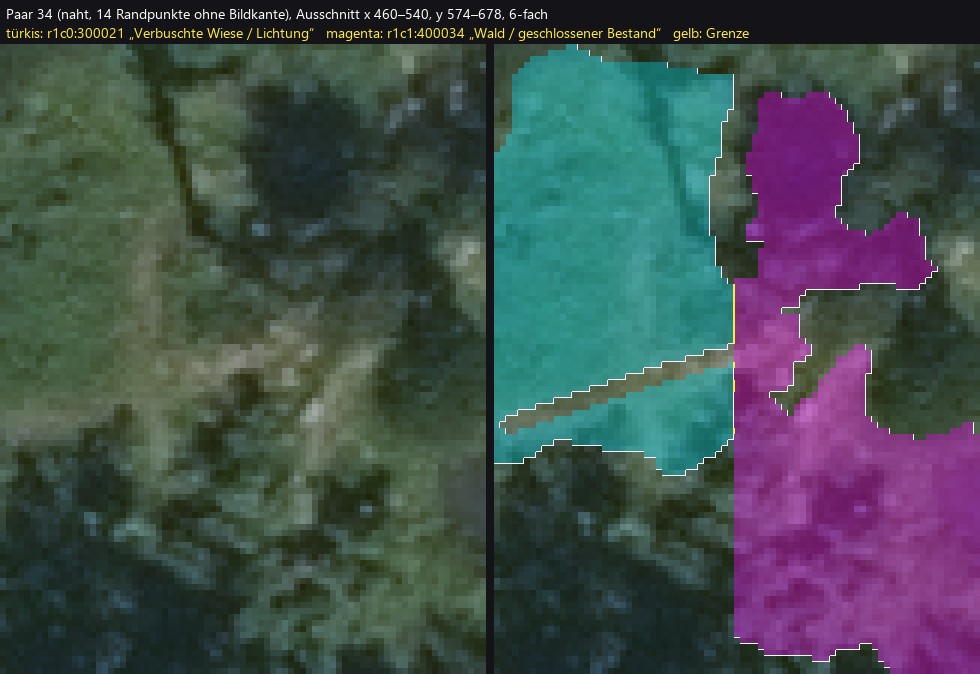 Paar 34 (naht, 14 Randpunkte ohne Bildkante), Ausschnitt x 460–540, y 574–678, 6-fach
türkis: r1c0:300021 „Verbuschte Wiese / Lichtung“ magenta: r1c1:400034 „Wald / geschlossener Bestand“ gelb: Grenze